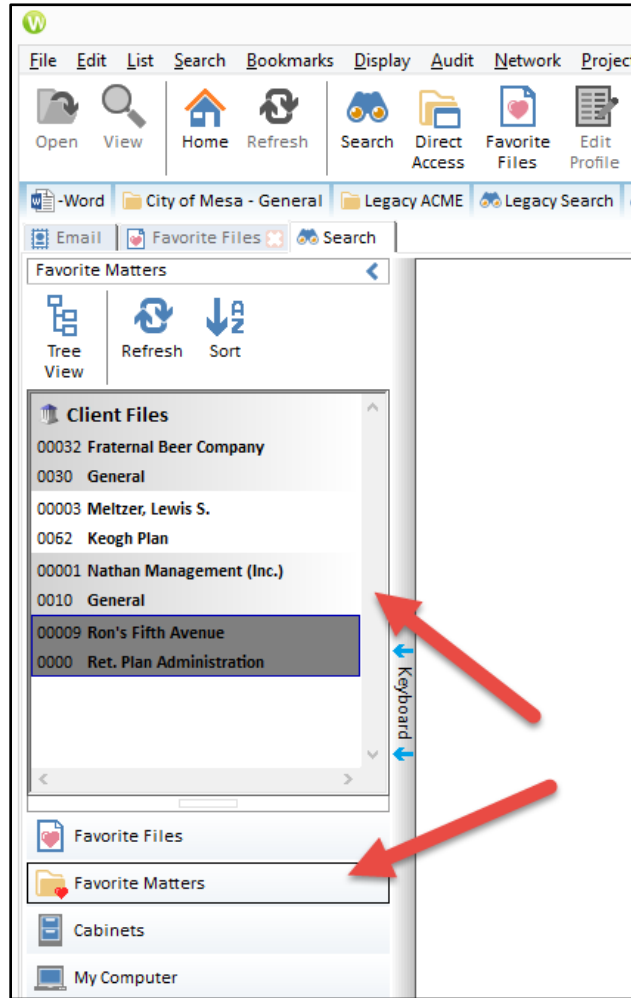 W
File Edit List Search Bookmarks Display Audit Network
Open View Home Refresh Search Direct Access Favorite Files Edit Profile
-Word City of Mesa - General Legacy ACME Legacy Search
Email Favorite Files Search
Favorite Matters
Tree View Refresh Sort
Client Files
00032 Fraternal Beer Company
0030 General
00003 Meltzer, Lewis S.
0062 Keogh Plan
00001 Nathan Management (Inc.)
0010 General
00009 Ron's Fifth Avenue
0000 Ret. Plan Administration
Keyboard
Favorite Files
Favorite Matters
Cabinets
My Computer